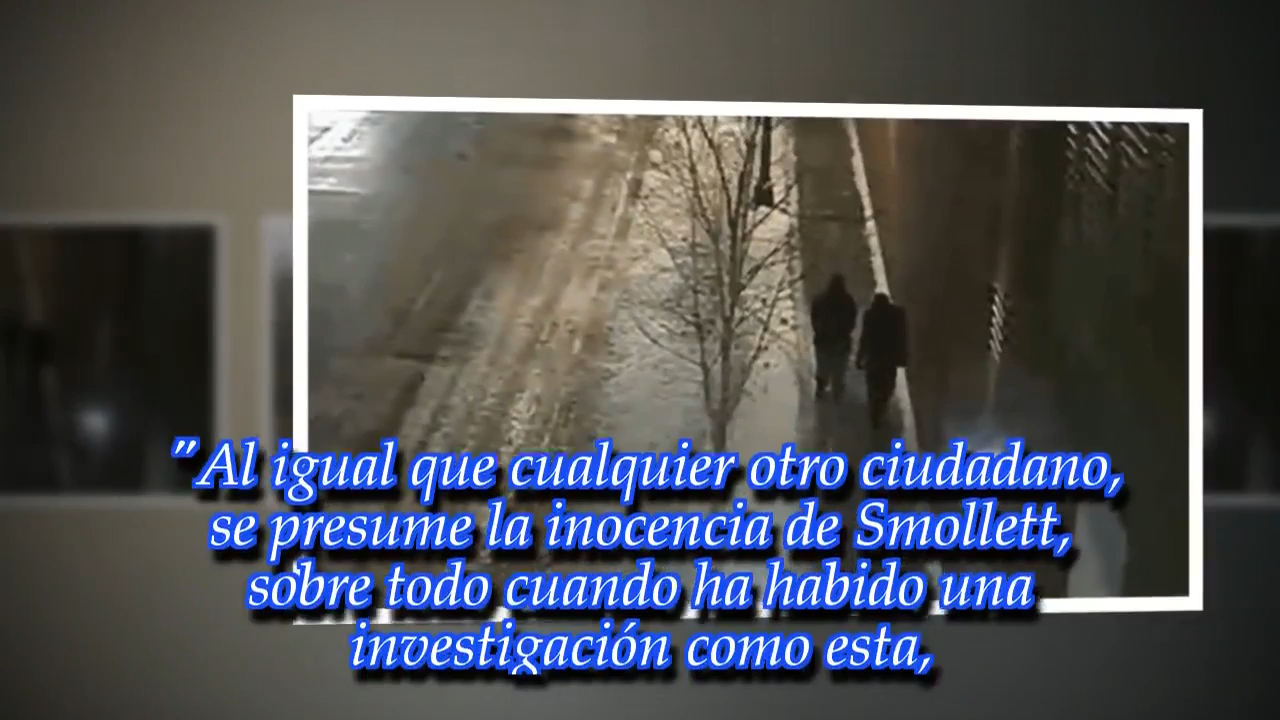 "Al igual que cualquier otro ciudadano,
se presume la inocencia de Smollett,
sobre todo cuando ha habido una
investigación como esta,